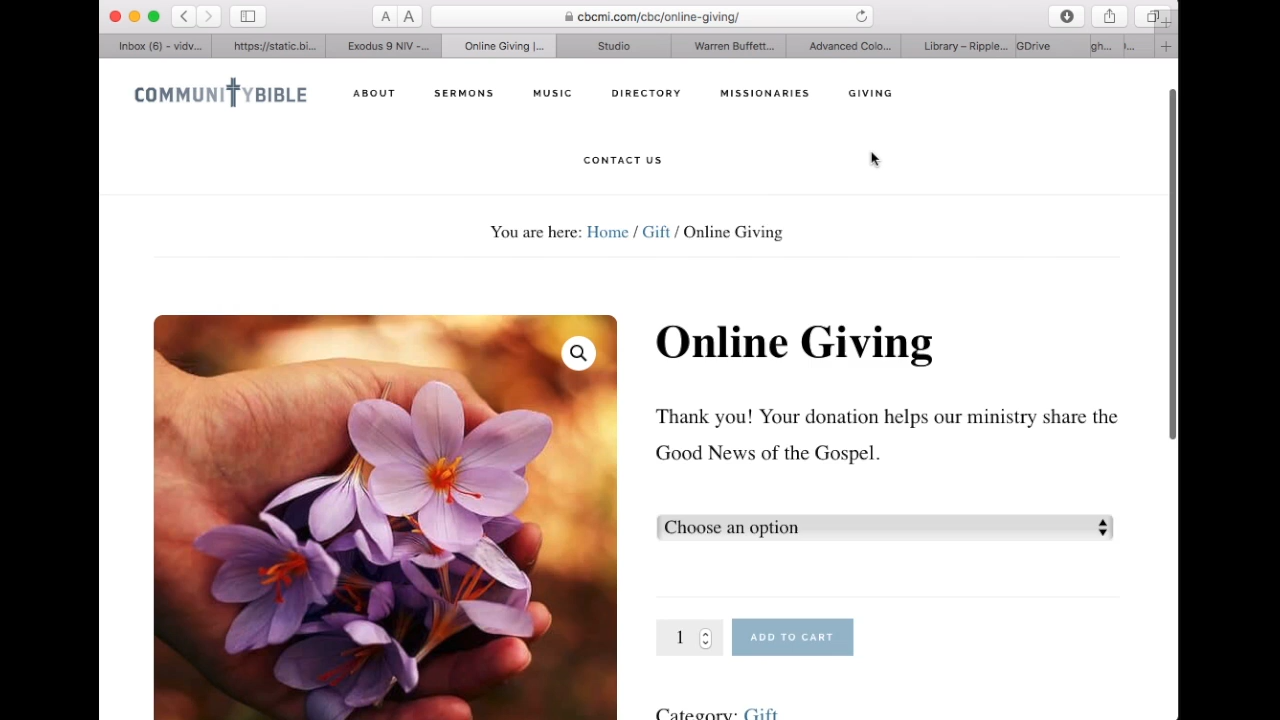 A A
cbcmi.com/cbc/online-giving/
Inbox (6) - vidv...
https://static.bi...
Exodus 9 NIV -...
Online Giving |...
Studio
Warren Buffett...
Advanced Colo...
Library – Ripple...
GDrive
gh...
COMMUNITYBIBLE
ABOUT
SERMONS
MUSIC
DIRECTORY
MISSIONARIES
GIVING
CONTACT US
You are here: Home / Gift / Online Giving
Online Giving
Thank you! Your donation helps our ministry share the
Good News of the Gospel.
Choose an option
1
ADD TO CART
Category: Gift